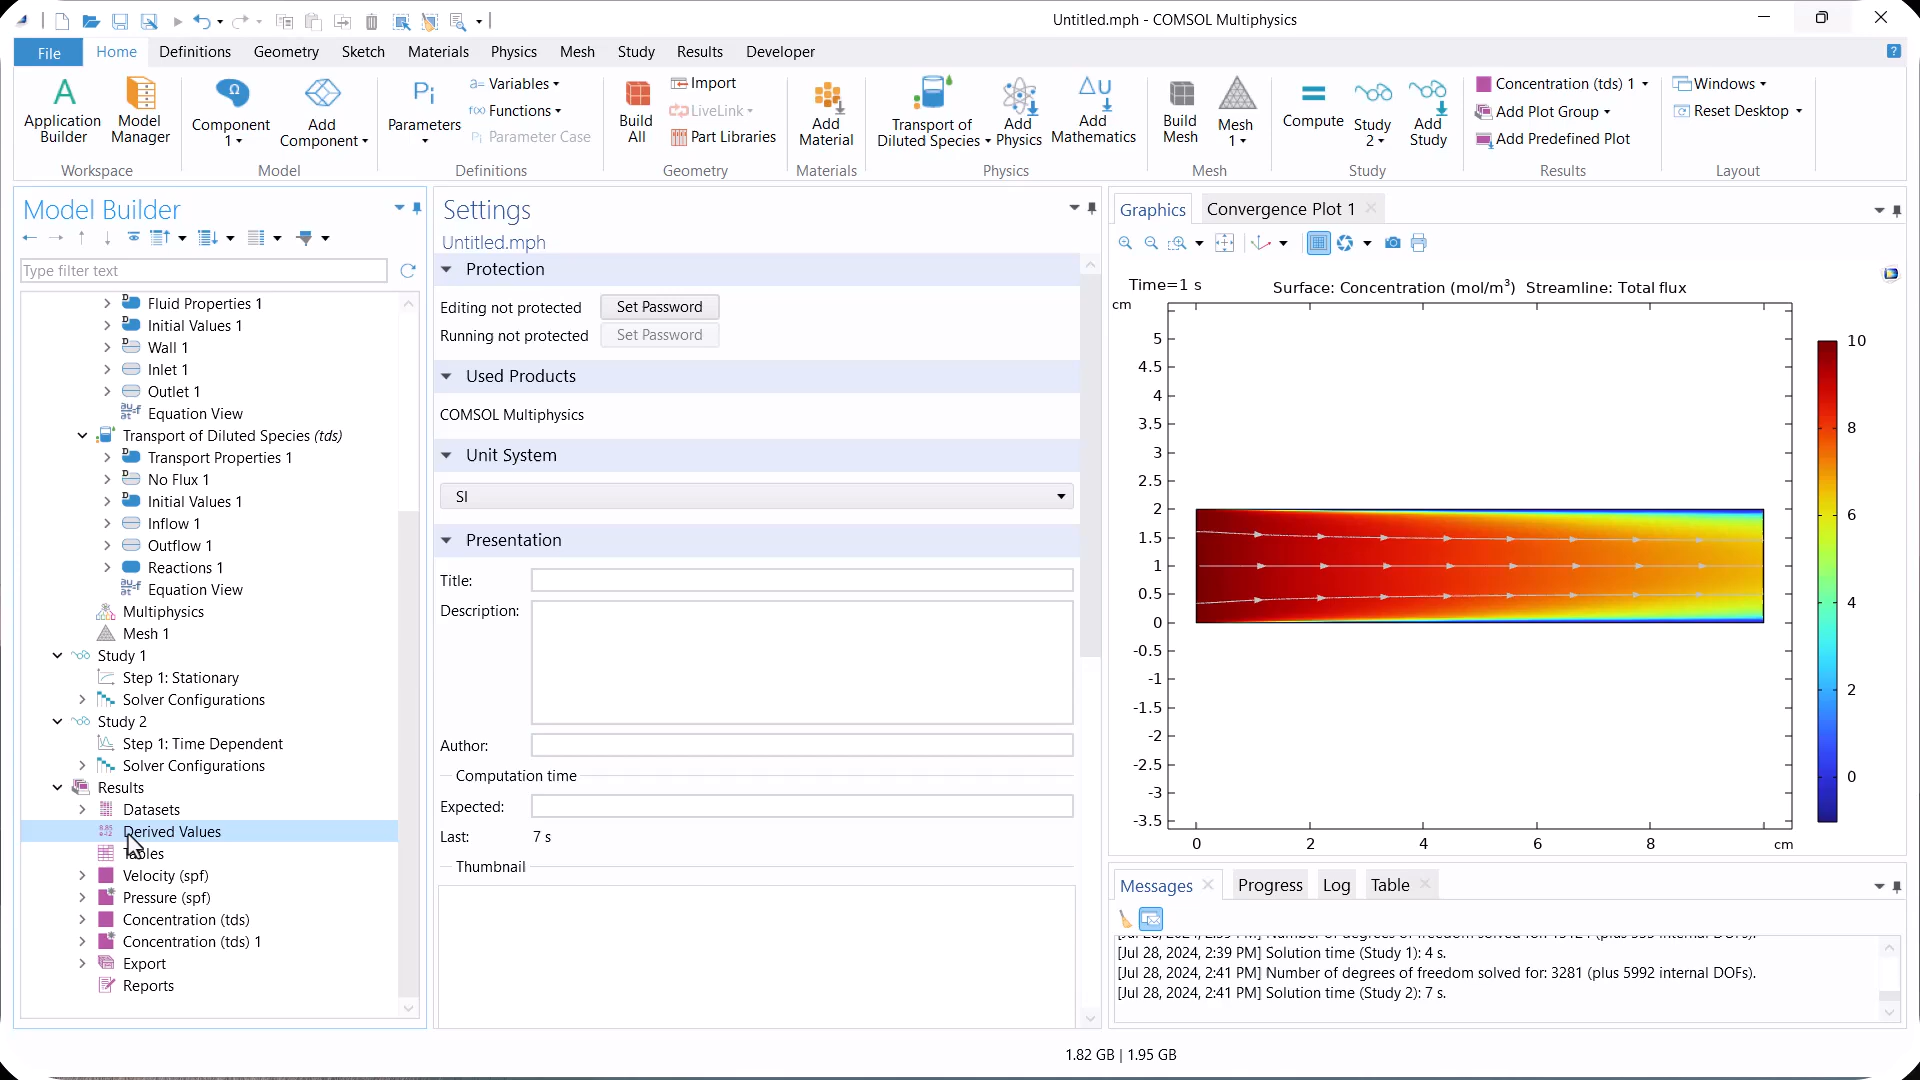 Untitled.mph - COMSOL Multiphysics
File Home Definitions Geometry Sketch Materials Physics Mesh Study Results Developer
Application Builder
Model Manager
Workspace
Component 1
Add Component
Model
Pi
Parameters
a= Variables
f(x) Functions
Pi Parameter Case
Definitions
Build All
Import
LiveLink
Part Libraries
Geometry
Add Material
Materials
Transport of Diluted Species
Add Physics
ΔU
Add Mathematics
Physics
Build Mesh
Mesh 1
Mesh
Compute
Study 2
Add Study
Study
Concentration (tds) 1
Add Plot Group
Add Predefined Plot
Results
Windows
Reset Desktop
Layout
Model Builder
Type filter text
Fluid Properties 1
Initial Values 1
Wall 1
Inlet 1
Outlet 1
Equation View
Transport of Diluted Species (tds)
Transport Properties 1
No Flux 1
Initial Values 1
Inflow 1
Outflow 1
Reactions 1
Equation View
Multiphysics
Mesh 1
Study 1
Step 1: Stationary
Solver Configurations
Study 2
Step 1: Time Dependent
Solver Configurations
Results
Datasets
Derived Values
Tables
Velocity (spf)
Pressure (spf)
Concentration (tds)
Concentration (tds) 1
Export
Reports
Settings
Untitled.mph
Protection
Editing not protected Set Password
Running not protected Set Password
Used Products
COMSOL Multiphysics
Unit System
SI
Presentation
Title:
Description:
Author:
Computation time
Expected:
Last: 7 s
Thumbnail
Graphics Convergence Plot 1
Time=1 s Surface: Concentration (mol/m³) Streamline: Total flux
cm
5
4.5
4
3.5
3
2.5
2
1.5
1
0.5
0
-0.5
-1
-1.5
-2
-2.5
-3
-3.5
0 2 4 6 8 cm
10
8
6
4
2
0
Messages Progress Log Table
[Jul 28, 2024, 2:39 PM] Solution time (Study 1): 4 s.
[Jul 28, 2024, 2:41 PM] Number of degrees of freedom solved for: 3281 (plus 5992 internal DOFs).
[Jul 28, 2024, 2:41 PM] Solution time (Study 2): 7 s.
1.82 GB | 1.95 GB